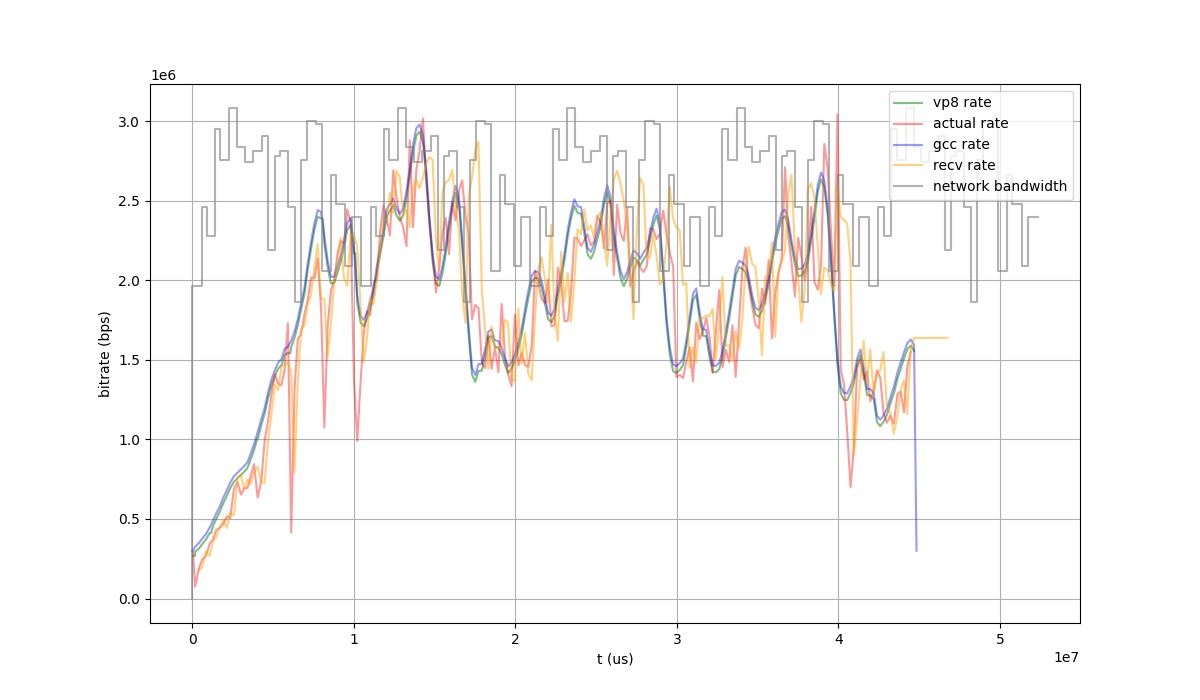 1e6
3.0
2.5
2.0
1.5
1.0
0.5
0.0
bitrate (bps)
vp8 rate
actual rate
gcc rate
recv rate
network bandwidth
0 1 2 3 4 5
t (us)
1e7